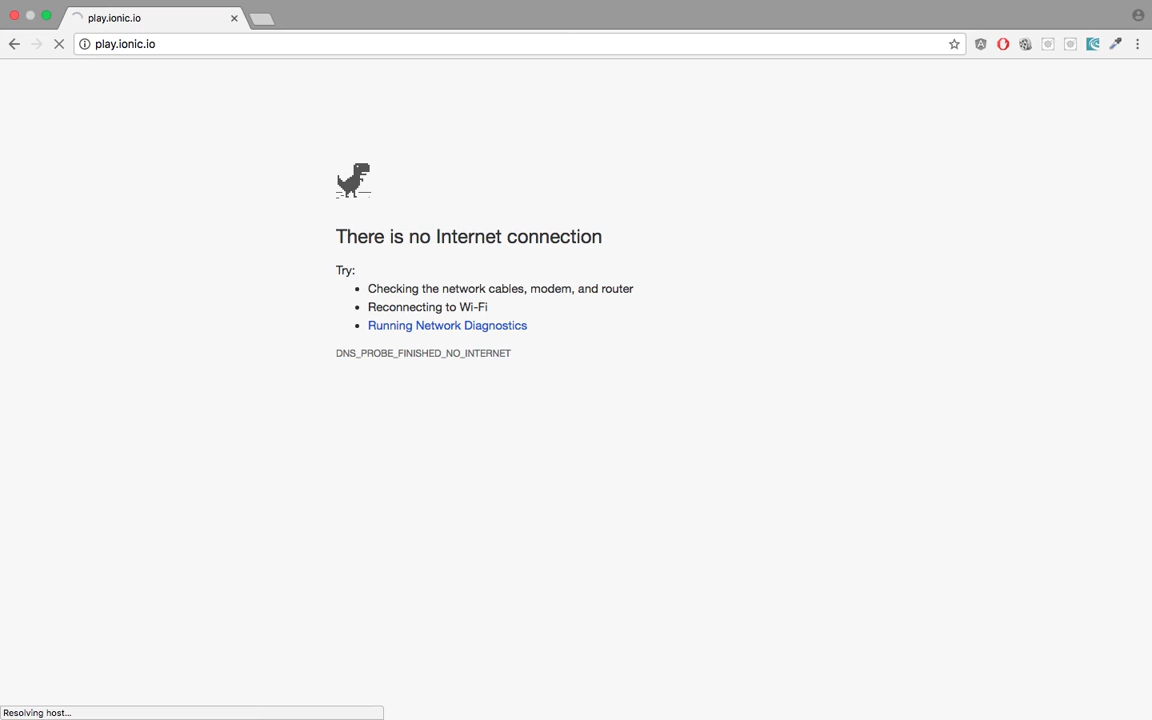 play.ionic.io
play.ionic.io
There is no Internet connection
Try:
Checking the network cables, modem, and router
Reconnecting to Wi-Fi
Running Network Diagnostics
DNS_PROBE_FINISHED_NO_INTERNET
Resolving host...